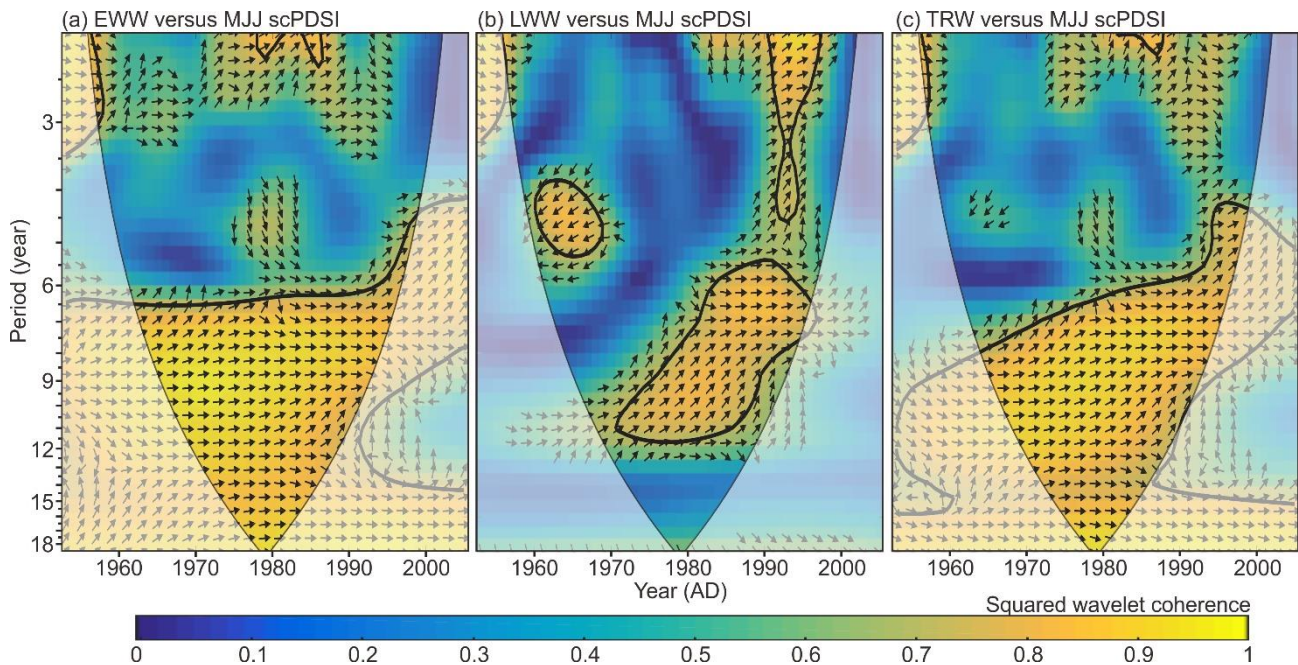 (a) EWW versus MJJ scPDSI
(b) LWW versus MJJ scPDSI
(c) TRW versus MJJ scPDSI
Period (year)
3
6
9
12
15
18
1960 1970 1980 1990 2000
1960 1970 1980 1990 2000
1960 1970 1980 1990 2000
Year (AD)
Squared wavelet coherence
0 0.1 0.2 0.3 0.4 0.5 0.6 0.7 0.8 0.9 1